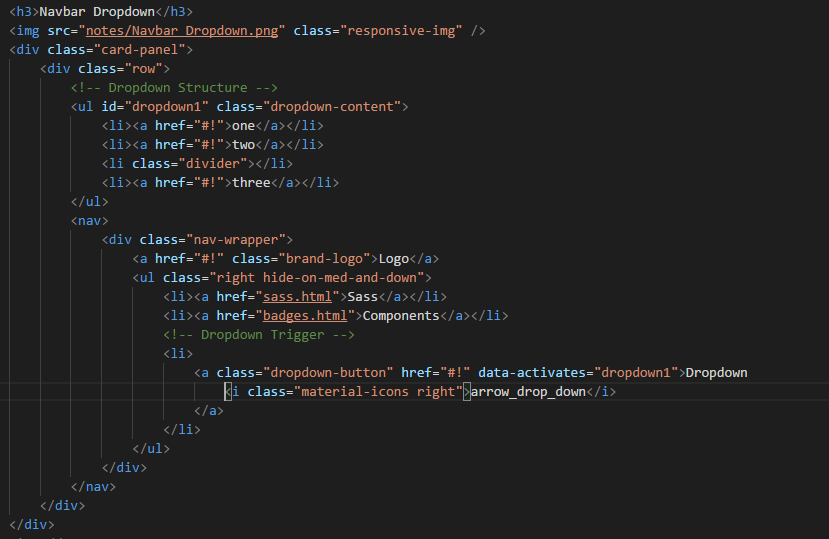 <h3>Navbar Dropdown</h3>
<img src="notes/Navbar Dropdown.png" class="responsive-img" />
<div class="card-panel">
    <div class="row">
        <!-- Dropdown Structure -->
        <ul id="dropdown1" class="dropdown-content">
            <li><a href="#!">one</a></li>
            <li><a href="#!">two</a></li>
            <li class="divider"></li>
            <li><a href="#!">three</a></li>
        </ul>
        <nav>
            <div class="nav-wrapper">
                <a href="#!" class="brand-logo">Logo</a>
                <ul class="right hide-on-med-and-down">
                    <li><a href="sass.html">Sass</a></li>
                    <li><a href="badges.html">Components</a></li>
                    <!-- Dropdown Trigger -->
                    <li>
                        <a class="dropdown-button" href="#!" data-activates="dropdown1">Dropdown
                            <i class="material-icons right">arrow_drop_down</i>
                        </a>
                    </li>
                </ul>
            </div>
        </nav>
    </div>
</div>